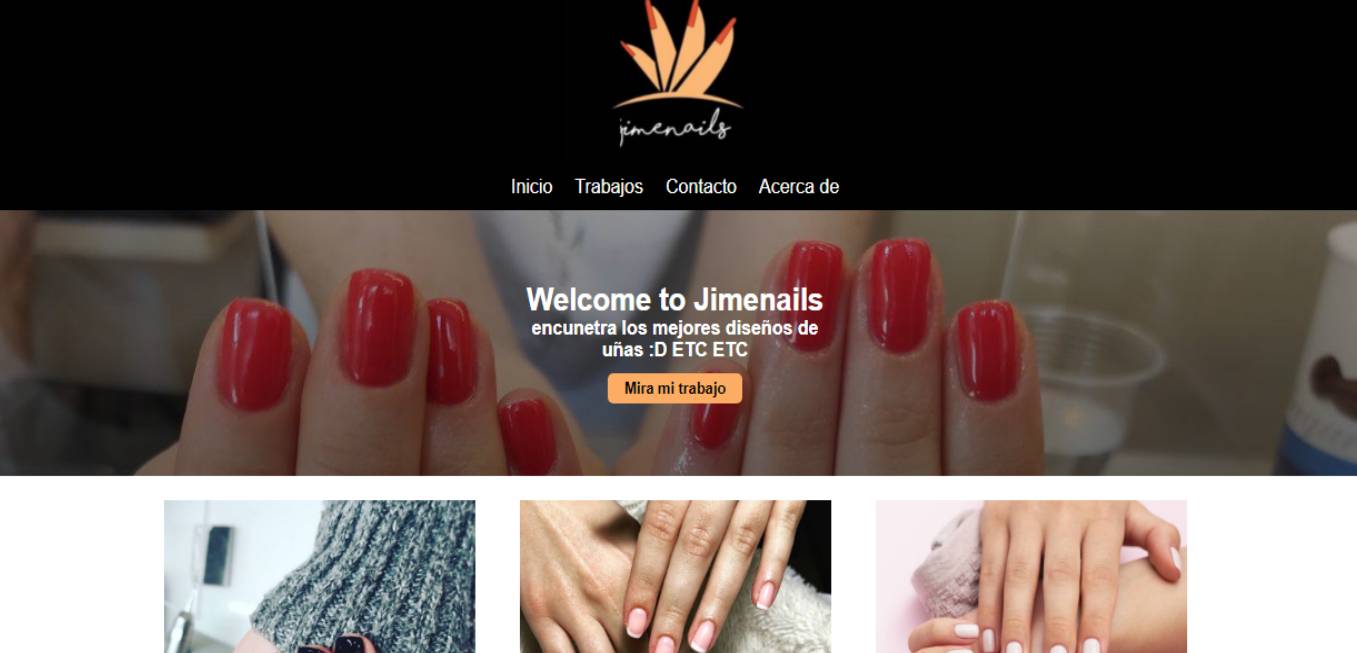 jimenails
Inicio Trabajos Contacto Acerca de
Welcome to Jimenails
encunetra los mejores diseños de
uñas :D ETC ETC
Mira mi trabajo